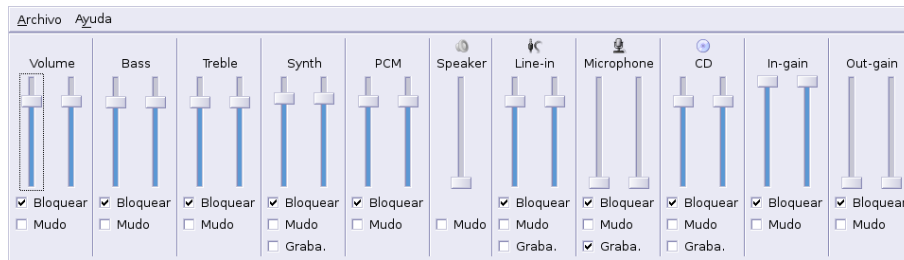 Archivo Ayuda
Volume Bass Treble Synth PCM Speaker Line-in Microphone CD In-gain Out-gain
Bloquear Bloquear Bloquear Bloquear Bloquear Bloquear Bloquear Bloquear Bloquear Bloquear
Mudo Mudo Mudo Mudo Mudo Mudo Mudo Mudo Mudo Mudo Mudo
Graba. Graba. Graba. Graba.